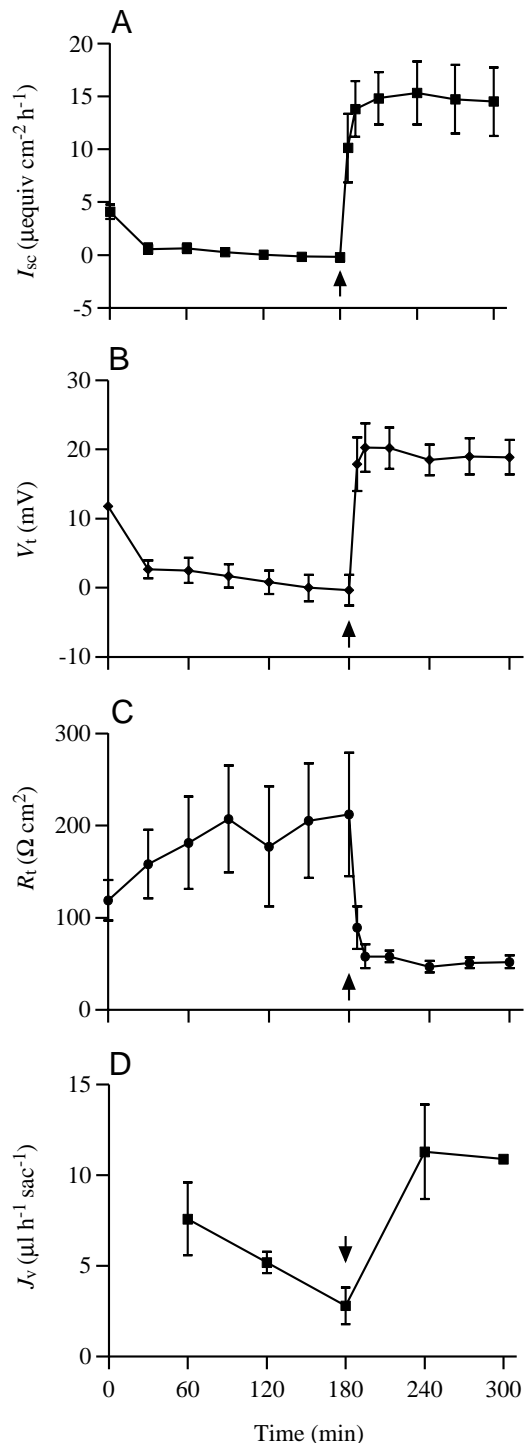 A
20
15
10
5
0
-5
Isc (µequiv cm-2 h-1)
B
30
20
10
0
-10
Vt (mV)
C
300
200
100
0
Rt (Ω cm2)
D
15
10
5
0
Jv (µl h-1 sac-1)
0 60 120 180 240 300
Time (min)